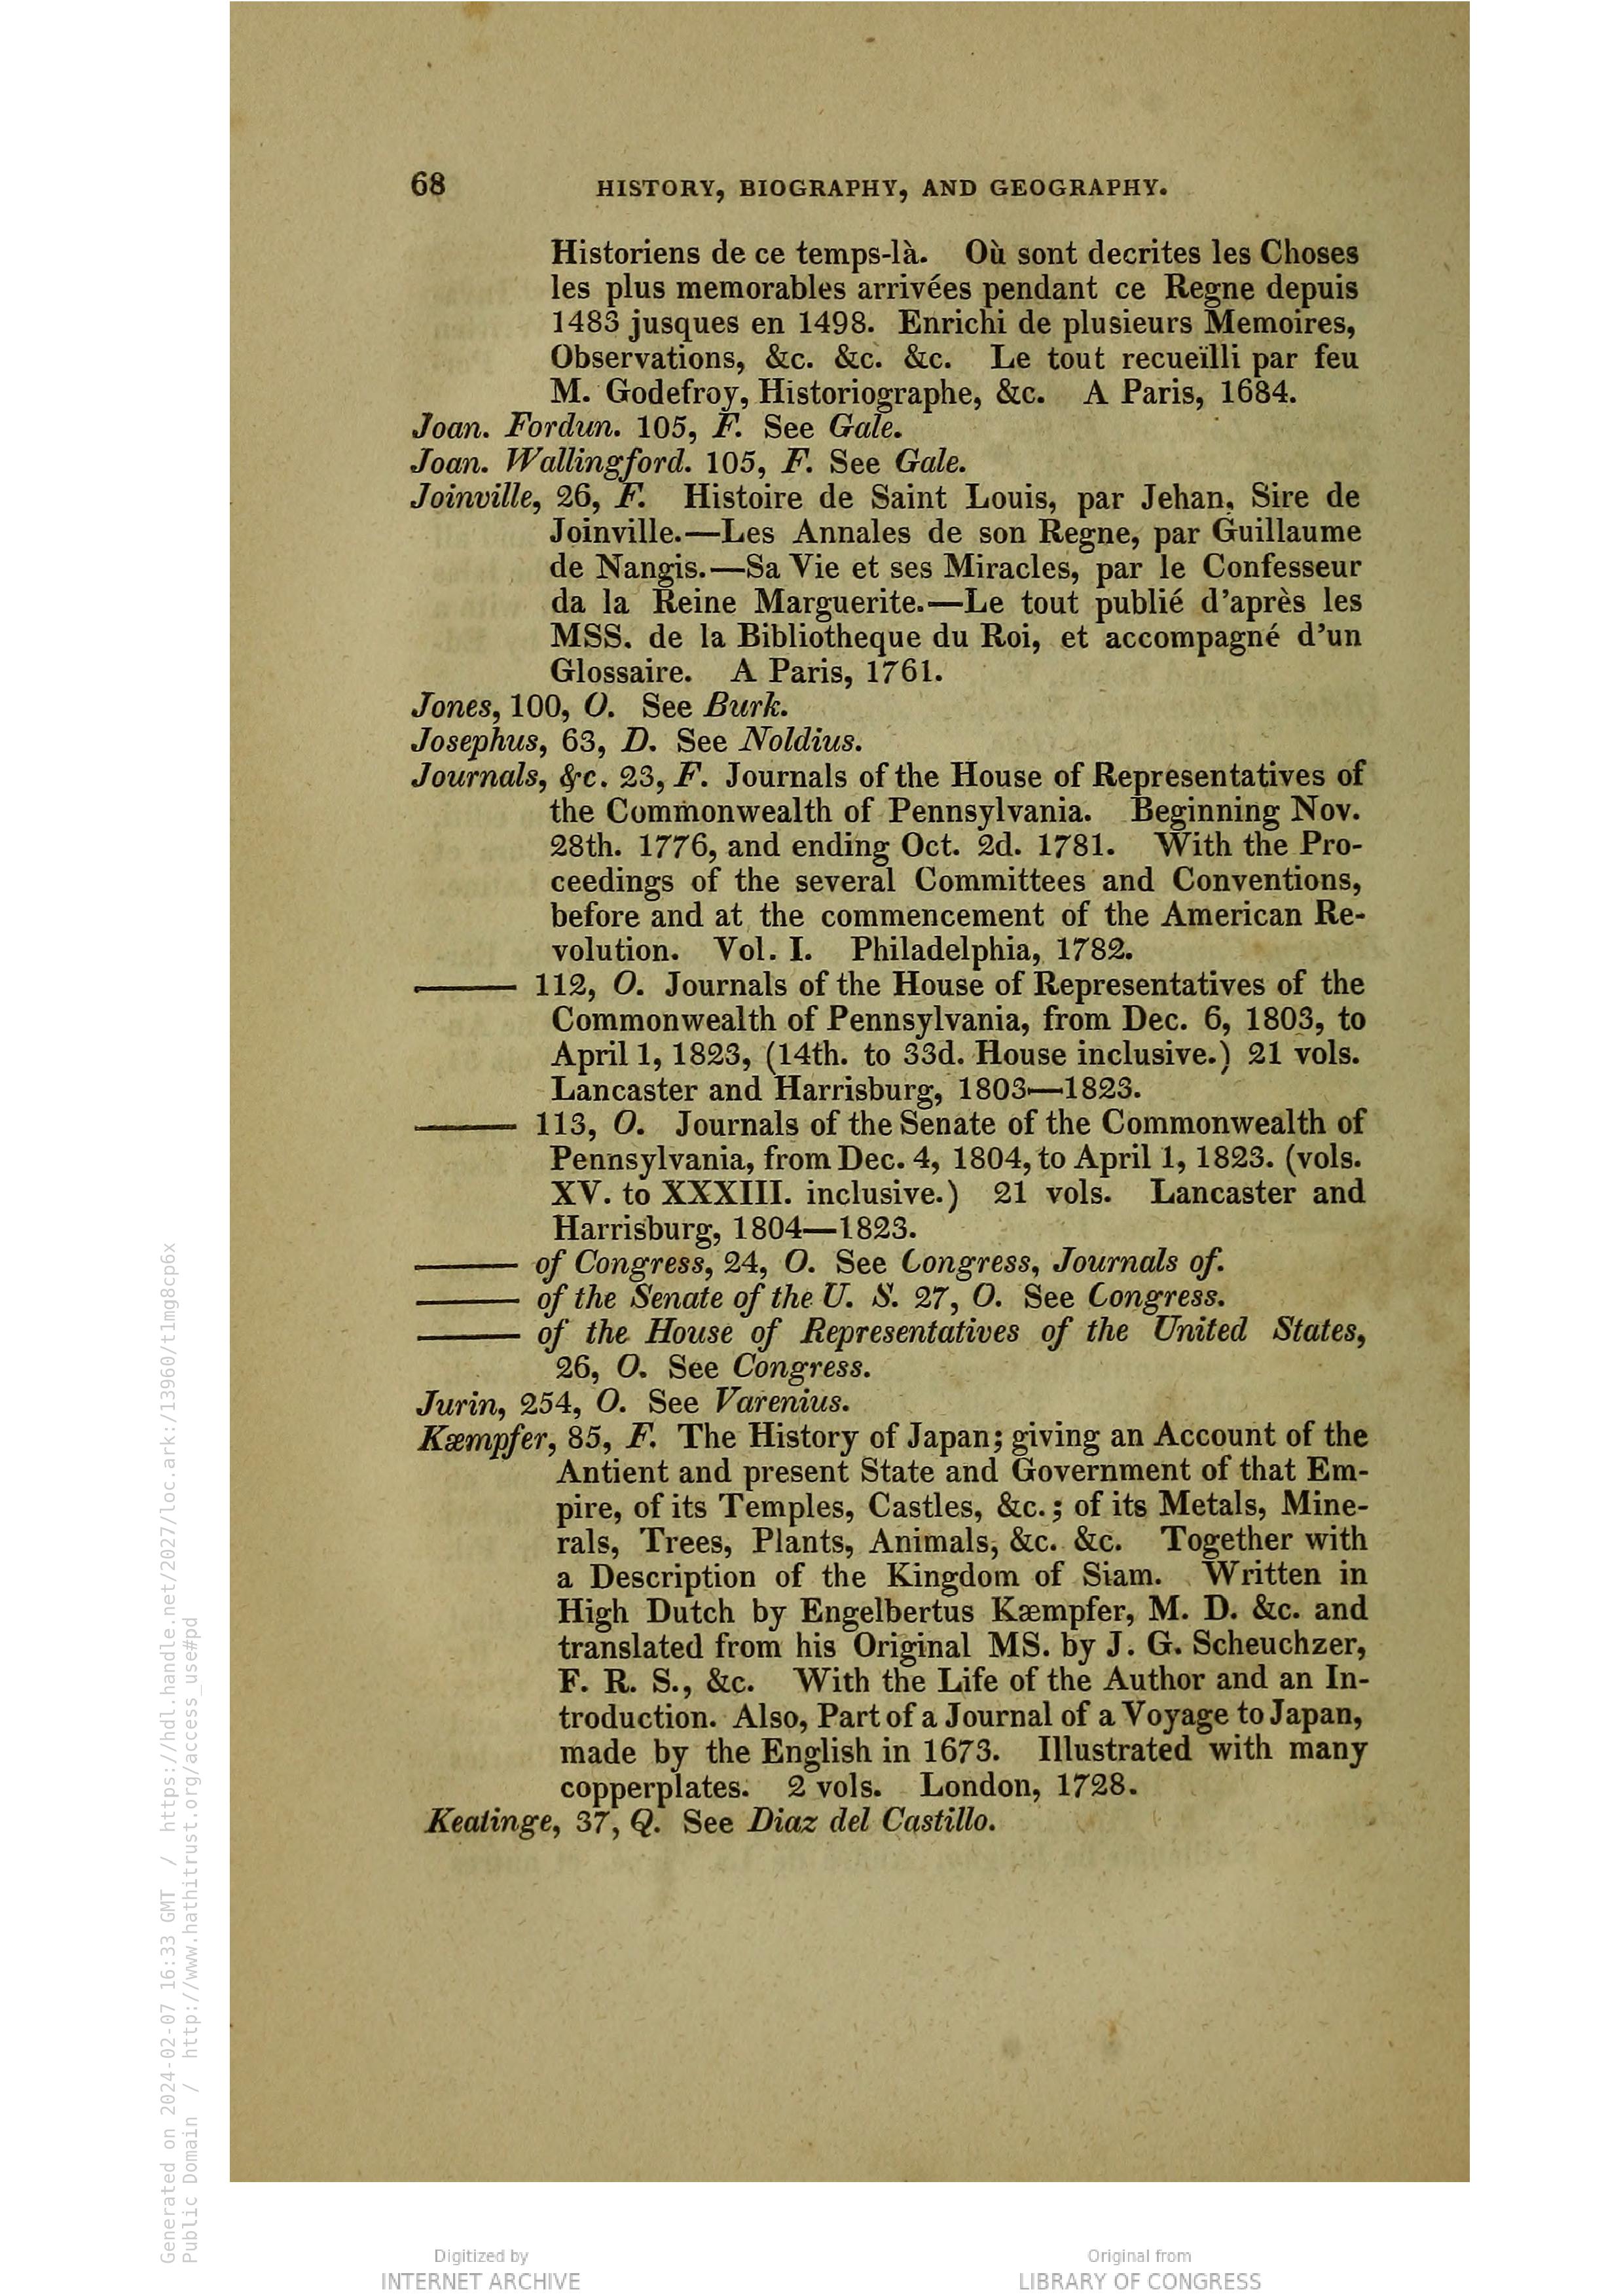 68 HISTORY, BIOGRAPHY, AND GEOGRAPHY.
Historiens de ce temps-là. Où sont decrites les Choses
les plus memorables arrivées pendant ce Regne depuis
1483 jusques en 1498. Enrichi de plusieurs Memoires,
Observations, &c. &c. &c. Le tout recueïlli par feu
M. Godefroy, Historiographe, &c. A Paris, 1684.
Joan. Fordun. 105, F. See Gale.
Joan. Wallingford. 105, F. See Gale.
Joinville, 26, F. Histoire de Saint Louis, par Jehan, Sire de
Joinville.—Les Annales de son Regne, par Guillaume
de Nangis.—Sa Vie et ses Miracles, par le Confesseur
da la Reine Marguerite.—Le tout publié d'après les
MSS. de la Bibliotheque du Roi, et accompagné d'un
Glossaire. A Paris, 1761.
Jones, 100, O. See Burk.
Josephus, 63, D. See Noldius.
Journals, &c. 23, F. Journals of the House of Representatives of
the Commonwealth of Pennsylvania. Beginning Nov.
28th. 1776, and ending Oct. 2d. 1781. With the Pro-
ceedings of the several Committees and Conventions,
before and at the commencement of the American Re-
volution. Vol. I. Philadelphia, 1782.
——— 112, O. Journals of the House of Representatives of the
Commonwealth of Pennsylvania, from Dec. 6, 1803, to
April 1, 1823, (14th. to 33d. House inclusive.) 21 vols.
Lancaster and Harrisburg, 1803—1823.
——— 113, O. Journals of the Senate of the Commonwealth of
Pennsylvania, from Dec. 4, 1804, to April 1, 1823. (vols.
XV. to XXXIII. inclusive.) 21 vols. Lancaster and
Harrisburg, 1804—1823.
——— of Congress, 24, O. See Congress, Journals of.
——— of the Senate of the U. S. 27, O. See Congress.
——— of the House of Representatives of the United States,
26, O. See Congress.
Jurin, 254, O. See Varenius.
Kæmpfer, 85, F. The History of Japan; giving an Account of the
Antient and present State and Government of that Em-
pire, of its Temples, Castles, &c.; of its Metals, Mine-
rals, Trees, Plants, Animals, &c. &c. Together with
a Description of the Kingdom of Siam. Written in
High Dutch by Engelbertus Kæmpfer, M. D. &c. and
translated from his Original MS. by J. G. Scheuchzer,
F. R. S., &c. With the Life of the Author and an In-
troduction. Also, Part of a Journal of a Voyage to Japan,
made by the English in 1673. Illustrated with many
copperplates. 2 vols. London, 1728.
Keatinge, 37, Q. See Diaz del Castillo.
Generated on 2024-02-07 16:33 GMT / https://hdl.handle.net/2027/loc.ark:/13960/t1mg8cp6x
Public Domain / http://www.hathitrust.org/access_use#pd
Digitized by
INTERNET ARCHIVE
Original from
LIBRARY OF CONGRESS